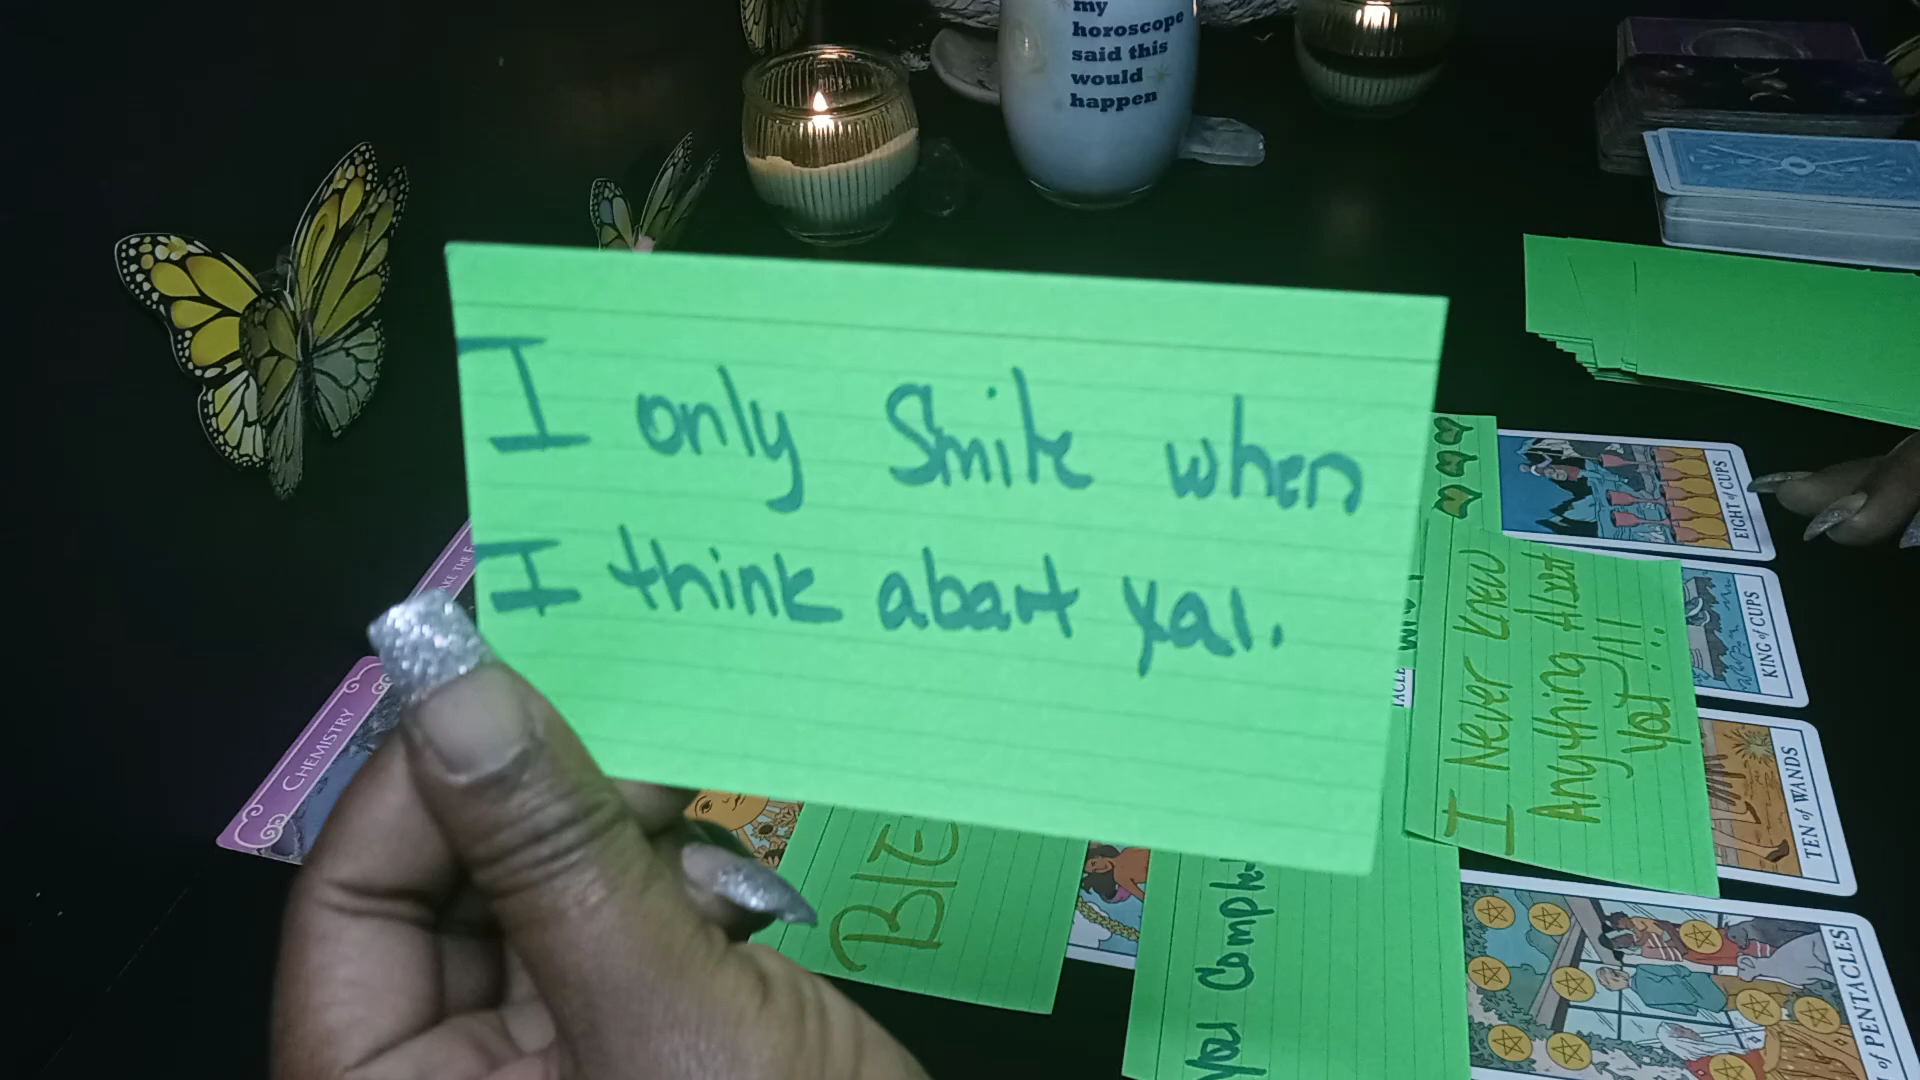 my
horoscope
said this
would
happen
I only Smile when
I think about you.
EIGHT of CUPS
KING of CUPS
TEN of WANDS
of PENTACLES
I Never knew
Anything About
you!!!
CHEMISTRY
you Comple
BLE